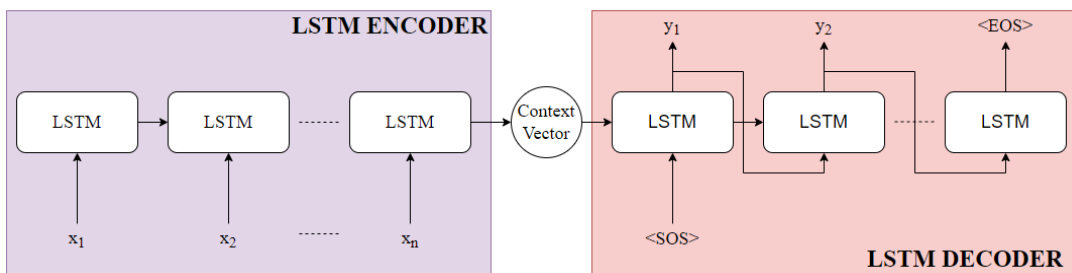 LSTM ENCODER
LSTM
LSTM
LSTM
x1
x2
xn
Context
Vector
y1
y2
<EOS>
LSTM
LSTM
LSTM
<SOS>
LSTM DECODER